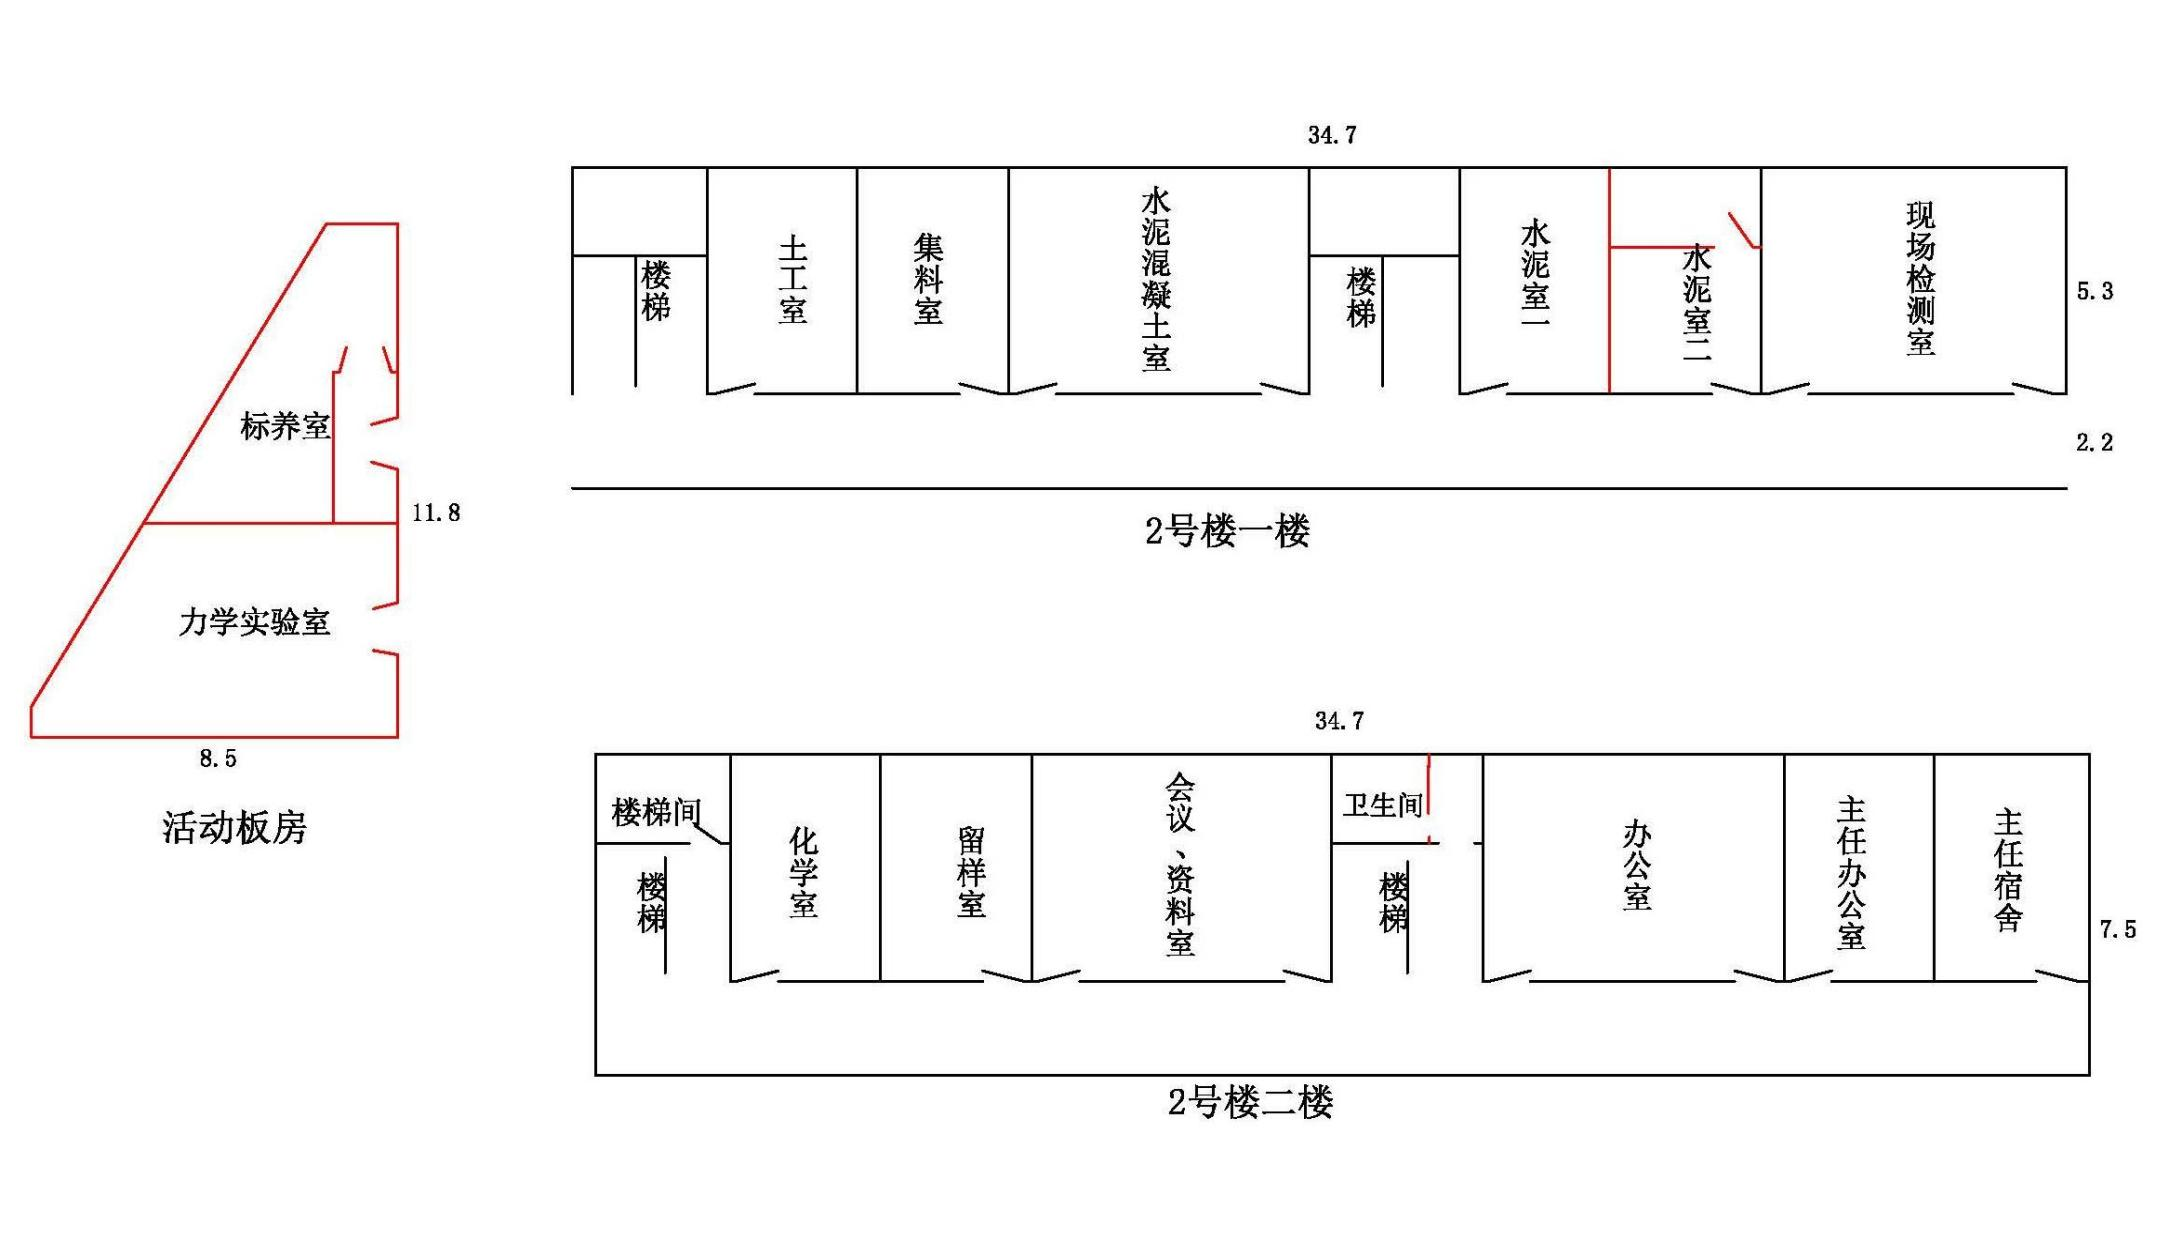 34.7
楼梯
土工室
集料室
水泥混凝土室
楼梯
水泥室一
水泥室二
现场检测室
5.3
2.2
2号楼一楼
标养室
11.8
力学实验室
8.5
活动板房
34.7
楼梯间
楼梯
化学室
留样室
会议、资料室
卫生间
楼梯
办公室
主任办公室
主任宿舍
7.5
2号楼二楼